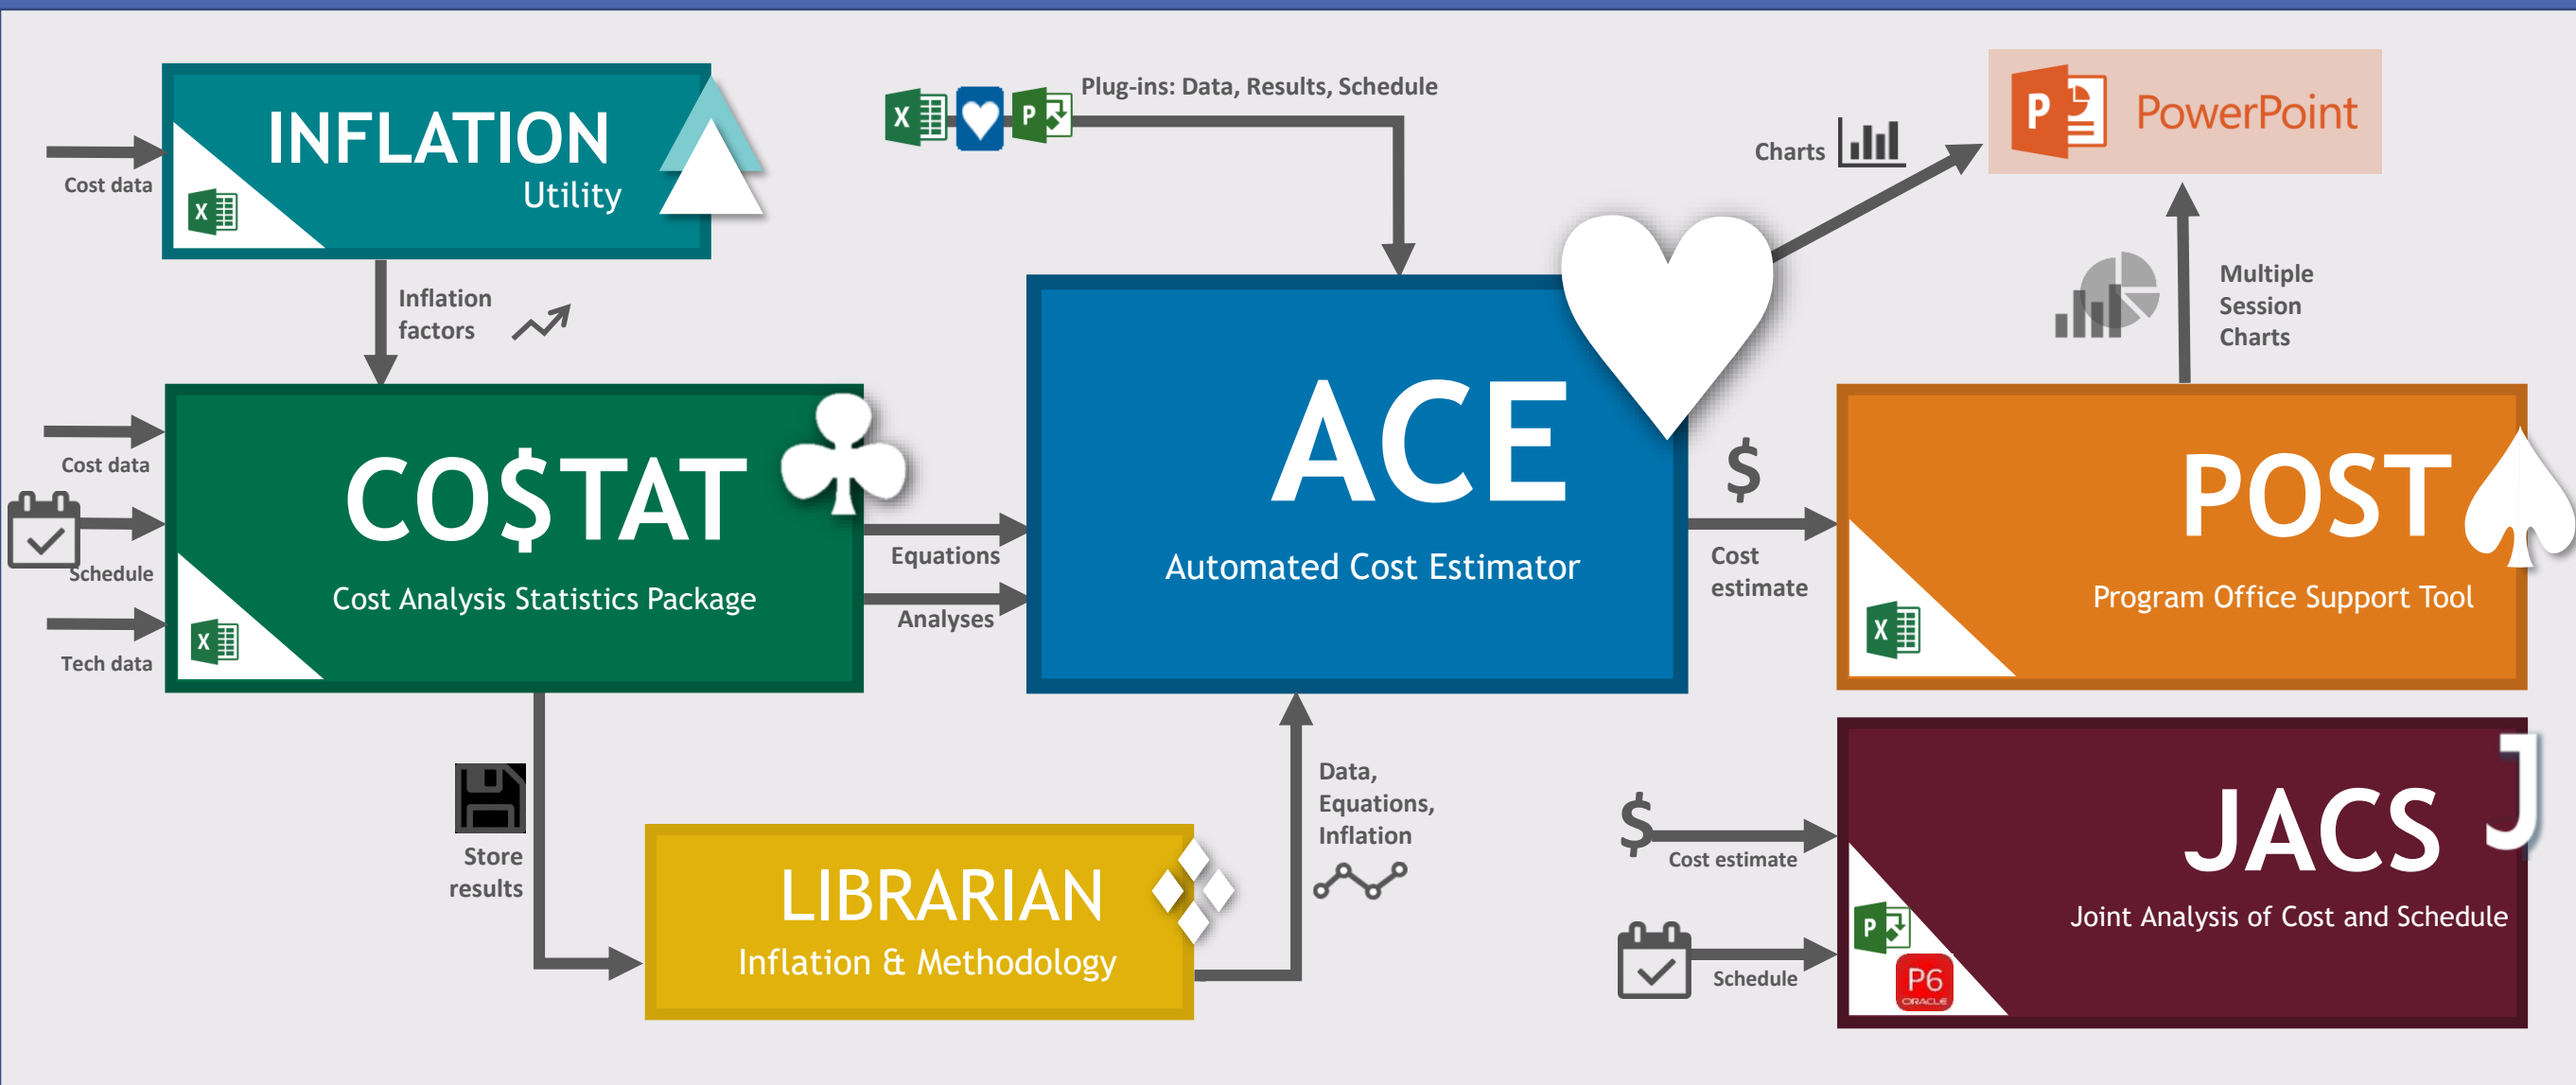 INFLATION
Utility
Cost data
X
Inflation
factors
X P
Plug-ins: Data, Results, Schedule
Charts
P PowerPoint
Multiple
Session
Charts
Cost data
Schedule
Tech data
CO$TAT
Cost Analysis Statistics Package
X
Equations
Analyses
ACE
Automated Cost Estimator
$
Cost
estimate
POST
Program Office Support Tool
X
Store
results
LIBRARIAN
Inflation & Methodology
Data,
Equations,
Inflation
$
Cost estimate
Schedule
JACS J
Joint Analysis of Cost and Schedule
P
P6
ORACLE